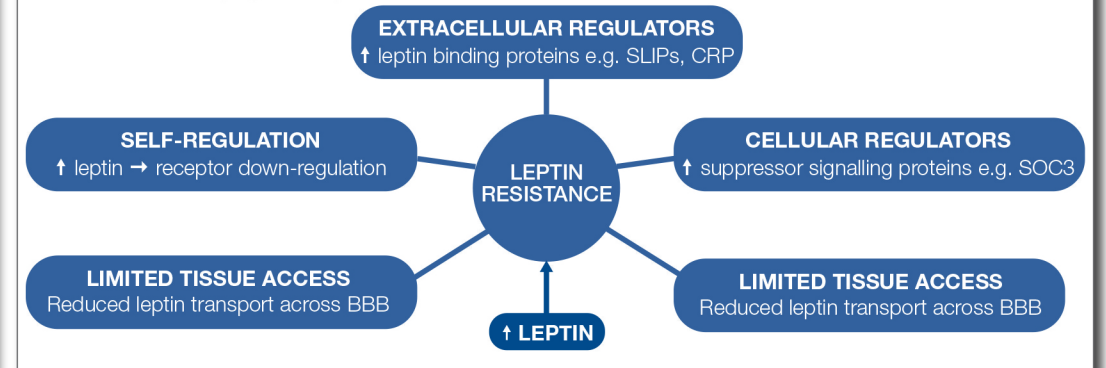 EXTRACELLULAR REGULATORS
↑ leptin binding proteins e.g. SLIPs, CRP
SELF-REGULATION
↑ leptin → receptor down-regulation
CELLULAR REGULATORS
↑ suppressor signalling proteins e.g. SOC3
LEPTIN
RESISTANCE
LIMITED TISSUE ACCESS
Reduced leptin transport across BBB
LIMITED TISSUE ACCESS
Reduced leptin transport across BBB
↑ LEPTIN